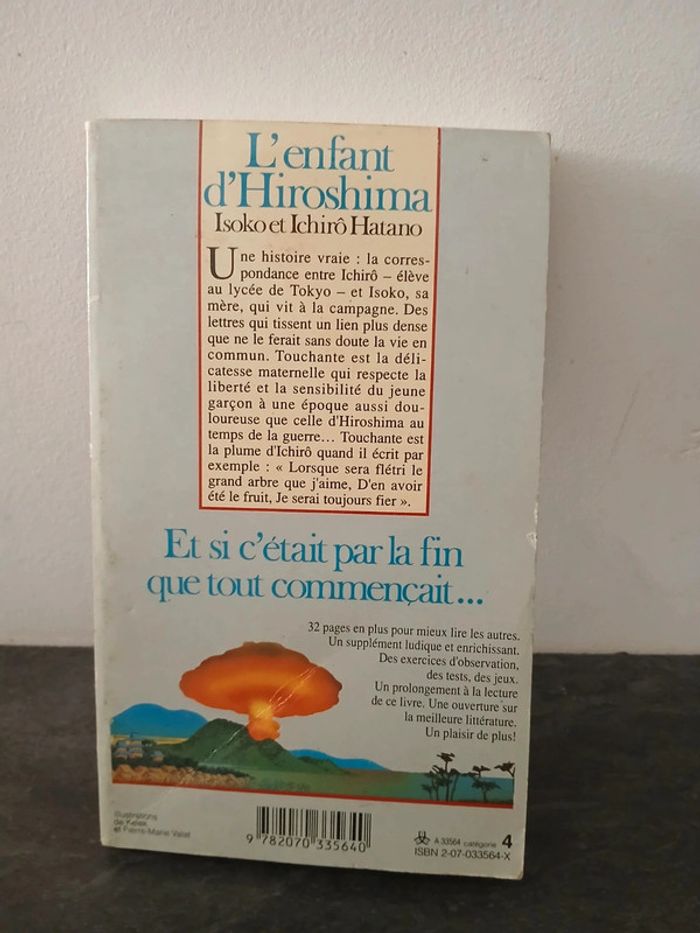 L'enfant
d'Hiroshima
Isoko et Ichirô Hatano
Une histoire vraie : la corres-
pondance entre Ichirô – élève
au lycée de Tokyo – et Isoko, sa
mère, qui vit à la campagne. Des
lettres qui tissent un lien plus dense
que ne le ferait sans doute la vie en
commun. Touchante est la déli-
catesse maternelle qui respecte la
liberté et la sensibilité du jeune
garçon à une époque aussi dou-
loureuse que celle d'Hiroshima au
temps de la guerre... Touchante est
la plume d'Ichirô quand il écrit par
exemple : « Lorsque sera flétri le
grand arbre que j'aime, D'en avoir
été le fruit, Je serai toujours fier ».
Et si c'était par la fin
que tout commençait...
32 pages en plus pour mieux lire les autres.
Un supplément ludique et enrichissant.
Des exercices d'observation,
des tests, des jeux.
Un prolongement à la lecture
de ce livre. Une ouverture sur
la meilleure littérature.
Un plaisir de plus!
Illustrations
de Kelek
et Pierre-Marie Valat
9 782070 335640
A 33564 catégorie 4
ISBN 2-07-033564-X